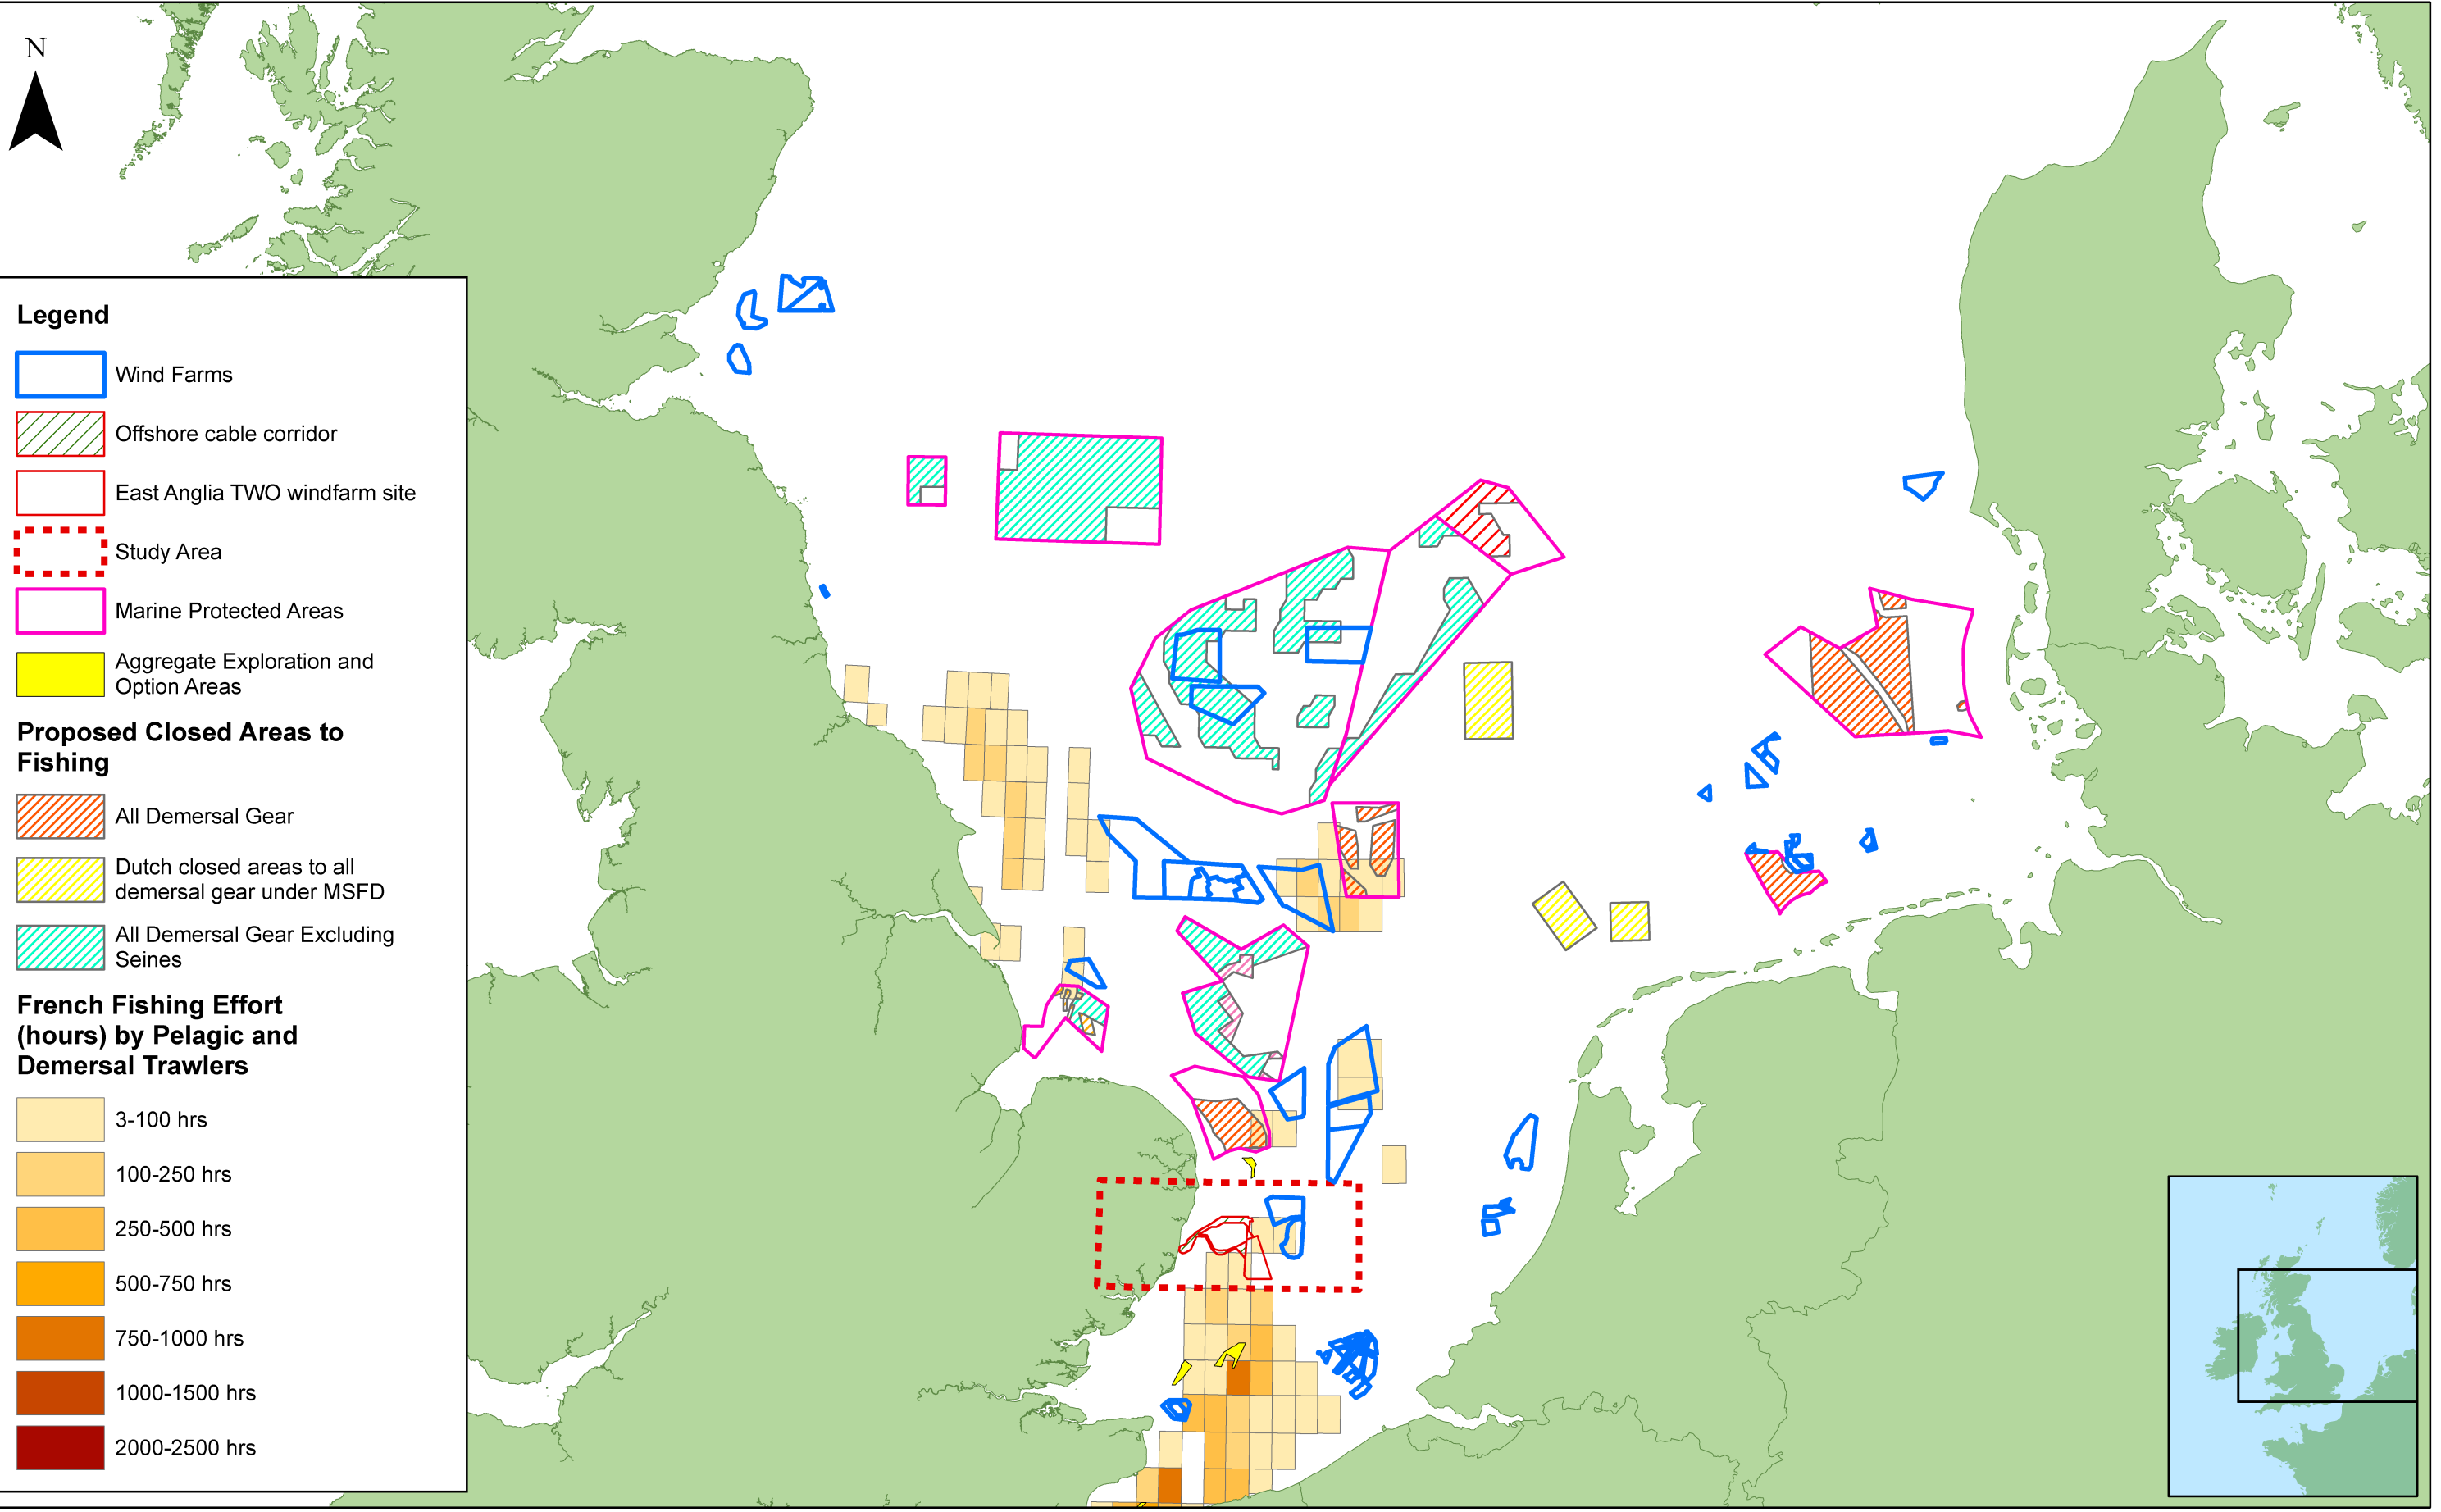 N
Legend
Wind Farms
Offshore cable corridor
East Anglia TWO windfarm site
Study Area
Marine Protected Areas
Aggregate Exploration and
Option Areas
Proposed Closed Areas to
Fishing
All Demersal Gear
Dutch closed areas to all
demersal gear under MSFD
All Demersal Gear Excluding
Seines
French Fishing Effort
(hours) by Pelagic and
Demersal Trawlers
3-100 hrs
100-250 hrs
250-500 hrs
500-750 hrs
750-1000 hrs
1000-1500 hrs
2000-2500 hrs